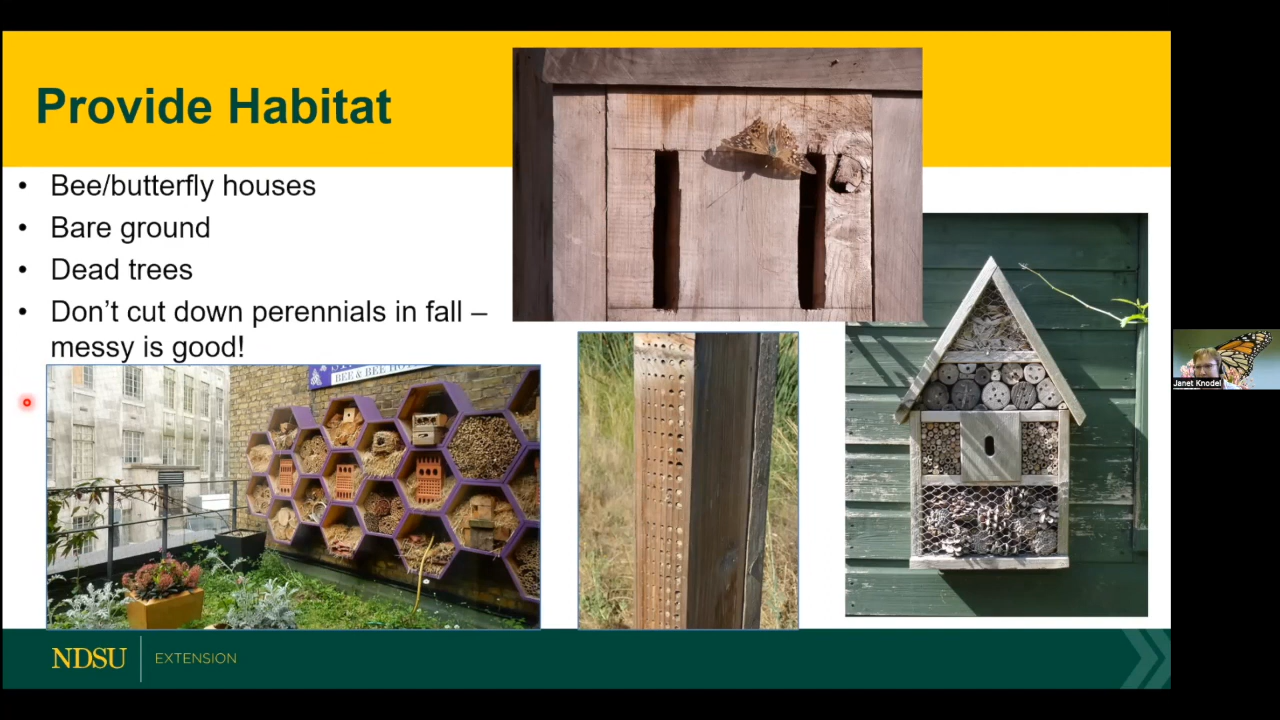 Provide Habitat
• Bee/butterfly houses
• Bare ground
• Dead trees
• Don't cut down perennials in fall –
messy is good!
BEE & BEE
NDSU
EXTENSION
Janet Knodel